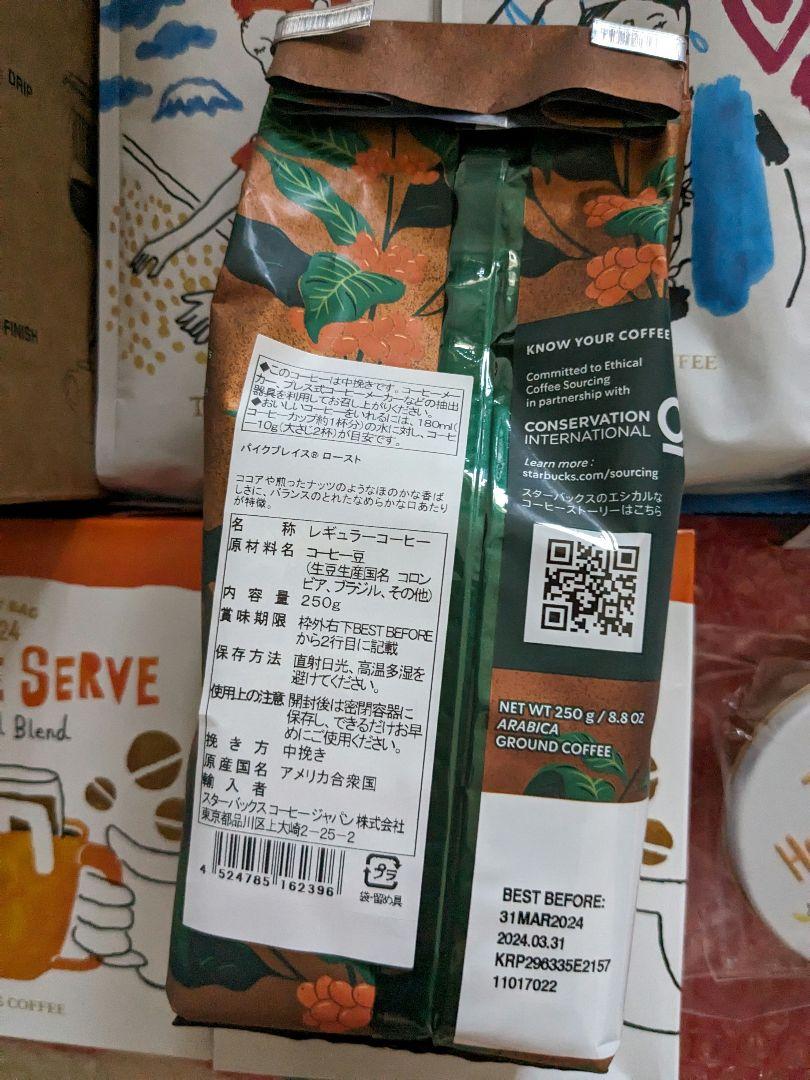 DRIP
FINISH
◆このコーヒーは中挽きです。コーヒーメー
カー、プレス式コーヒーメーカーなどの抽出
器具を利用してお召し上がりください。
◆おいしいコーヒーをいれるには、180ml(
コーヒーカップ約1杯分)の水に対し、コーヒ
ー10g(大さじ2杯)が目安です。
パイクプレイス® ロースト
ココアや煎ったナッツのようなほのかな香ば
しさに、バランスのとれたなめらかな口あたり
が特徴。
名称 レギュラーコーヒー
原材料名 コーヒー豆
(生豆生産国名 コロン
ビア、ブラジル、その他)
内容量 250g
賞味期限 枠外右下BEST BEFORE
から2行目に記載
保存方法 直射日光、高温多湿を
避けてください。
使用上の注意 開封後は密閉容器に
保存し、できるだけお早
めにご使用ください。
挽き方 中挽き
原産国名 アメリカ合衆国
輸入者
スターバックスコーヒージャパン株式会社
東京都品川区上大崎2-25-2
4 524785 162396
プラ
袋・留め具
KNOW YOUR COFFEE
Committed to Ethical
Coffee Sourcing
in partnership with
CONSERVATION
INTERNATIONAL
Learn more :
starbucks.com/sourcing
スターバックスのエシカルな
コーヒーストーリーはこちら
NET WT 250 g / 8.8 OZ
ARABICA
GROUND COFFEE
BEST BEFORE:
31MAR2024
2024.03.31
KRP296335E2157
11017022
BAG
24
SERVE
Blend
COFFEE